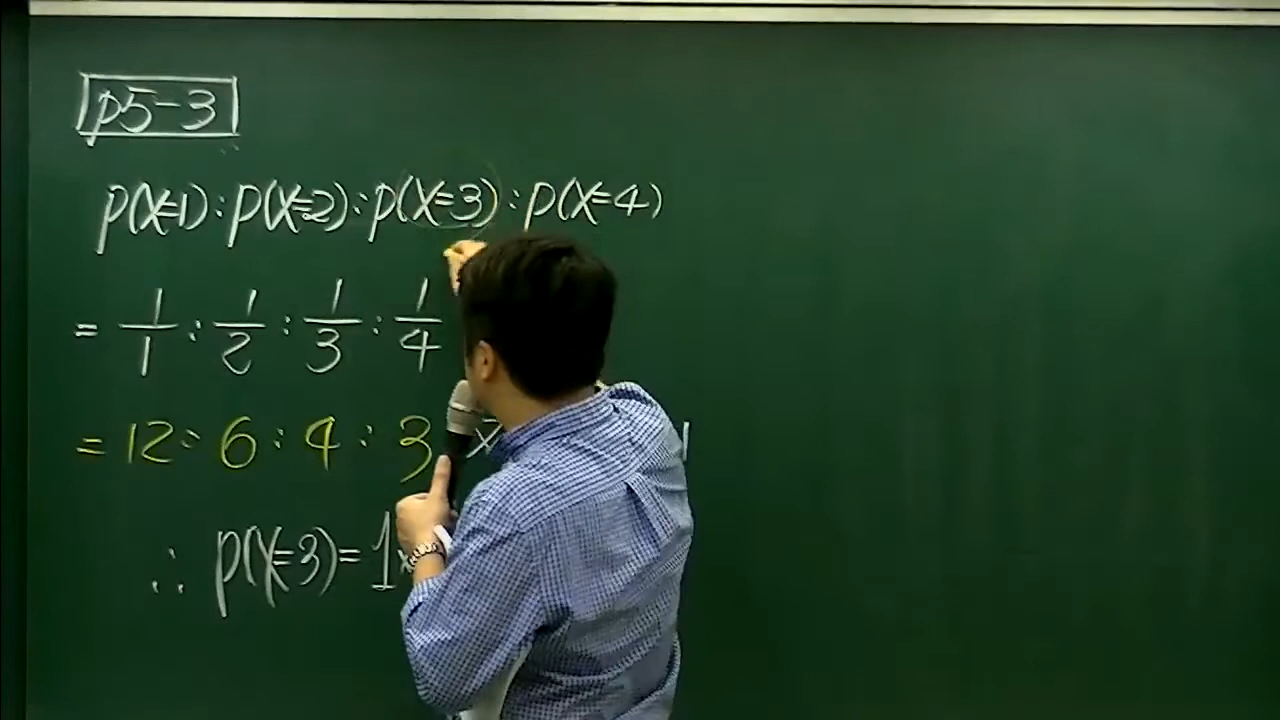 p5-3
p(X=1):p(X=2):p(X=3):p(X=4)
= 1/1 : 1/2 : 1/3 : 1/4
= 12 : 6 : 4 : 3
∴ p(X=3)= 1×